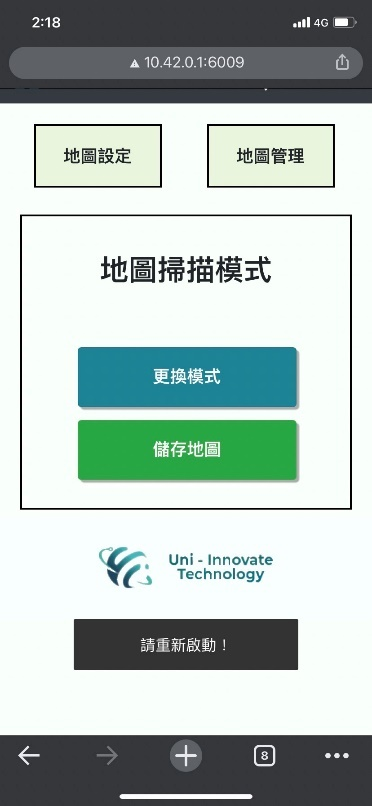 2:18
4G
10.42.0.1:6009
地圖設定
地圖管理
地圖掃描模式
更換模式
儲存地圖
Uni - Innovate
Technology
請重新啟動！
8